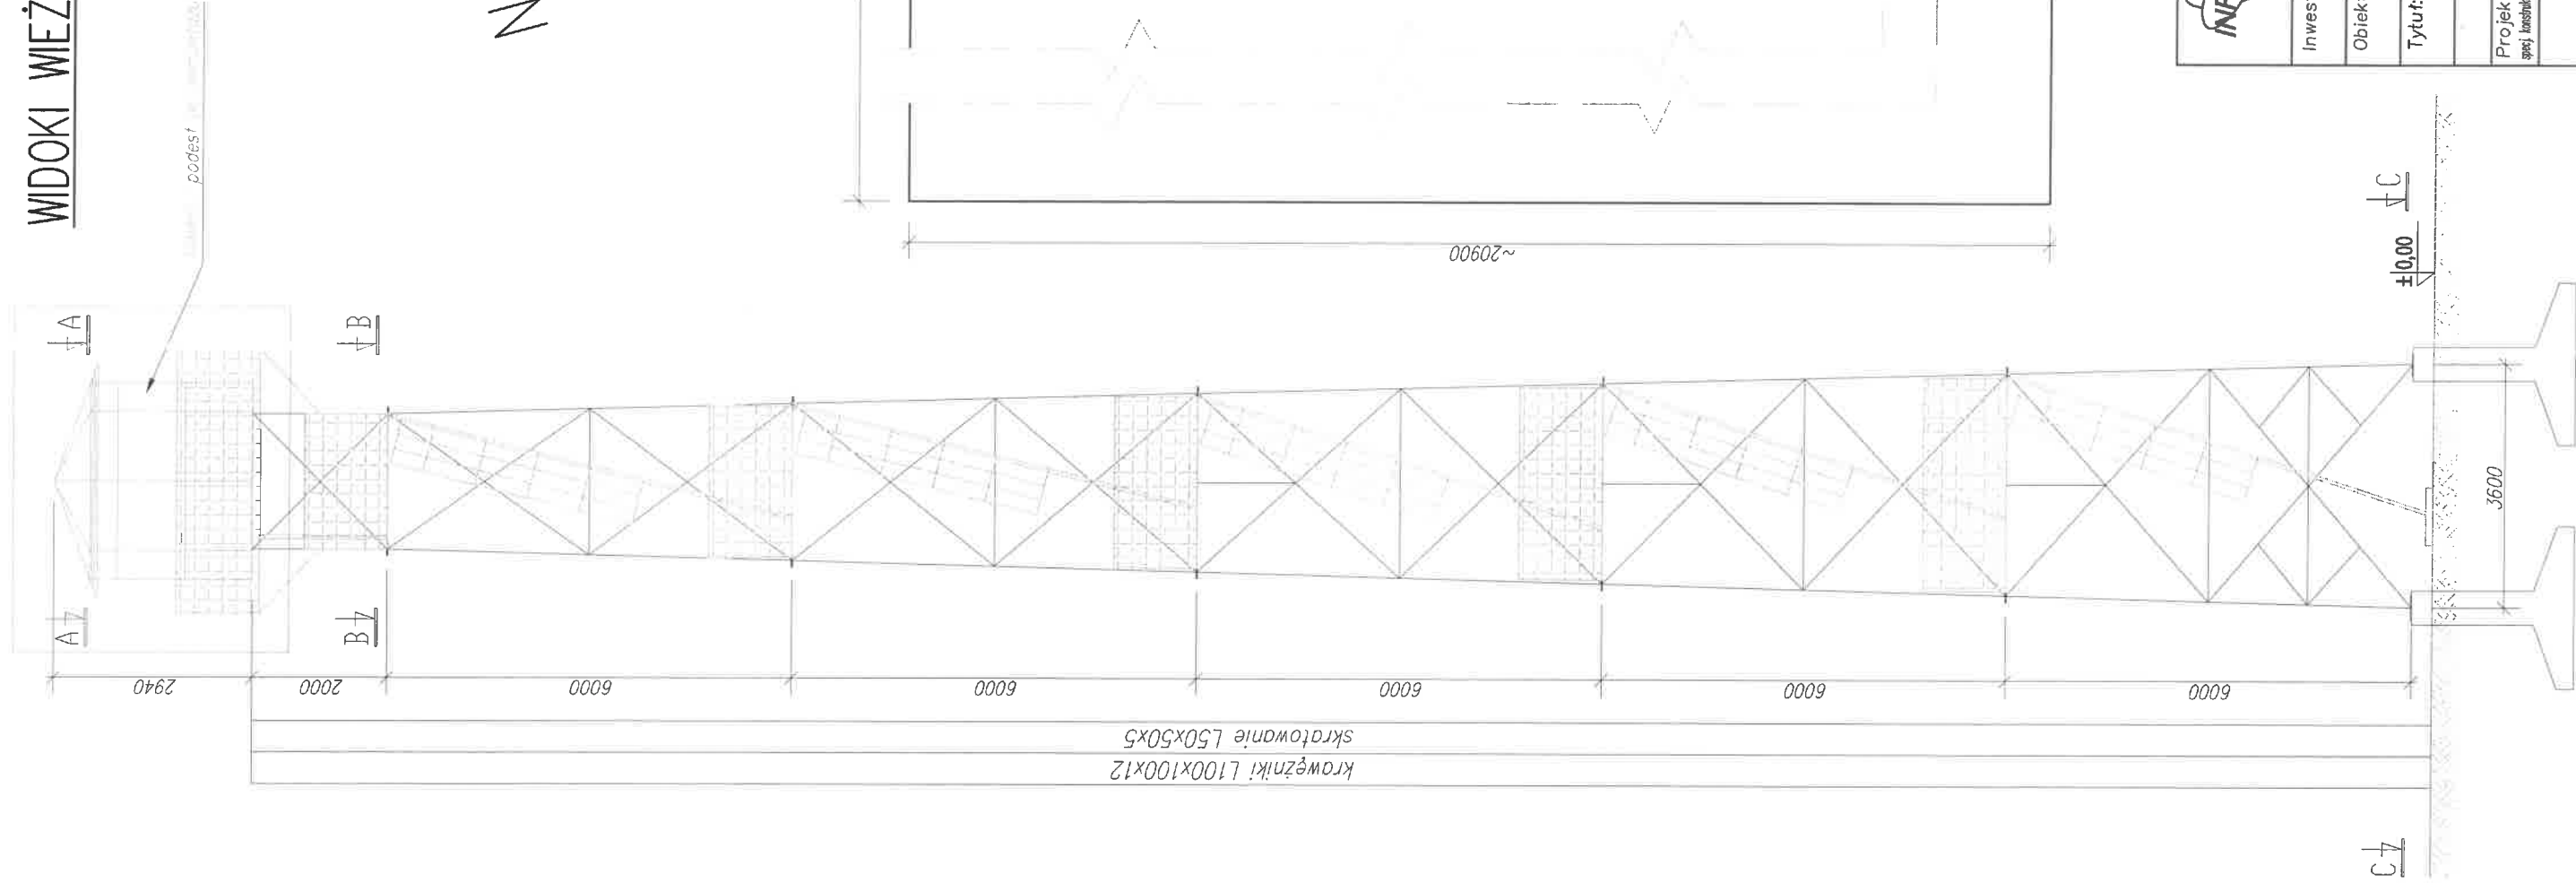 WIDOKI WIEŻ
podest
N
A
A
B
B
2940
2000
6000
6000
6000
6000
6000
skratowanie L50x50x5
krawężniki L100x100x12
~20900
±0,00
C
C
3600
Inwes
Obiek
Tytuł:
Projek